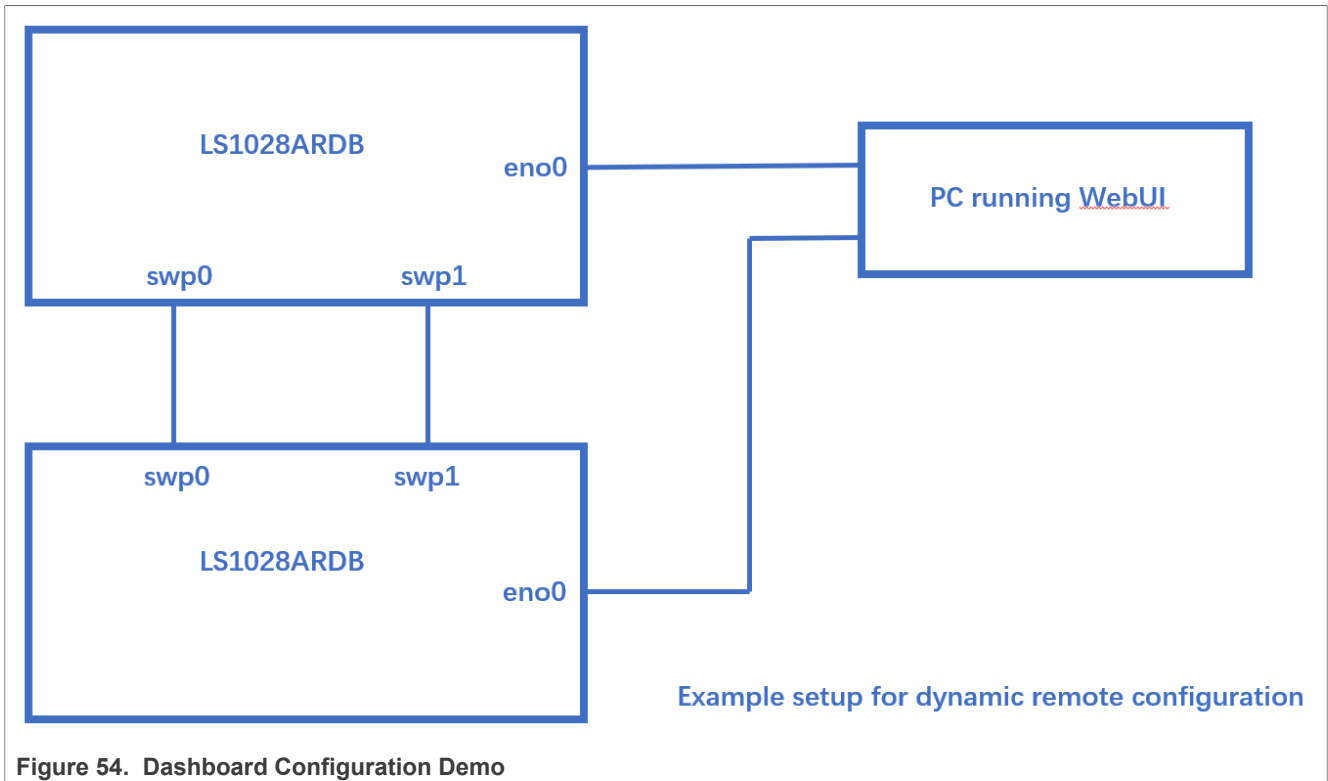 LS1028ARDB
eno0
PC running WebUI
swp0
swp1
swp0
swp1
LS1028ARDB
eno0
Example setup for dynamic remote configuration
Figure 54. Dashboard Configuration Demo